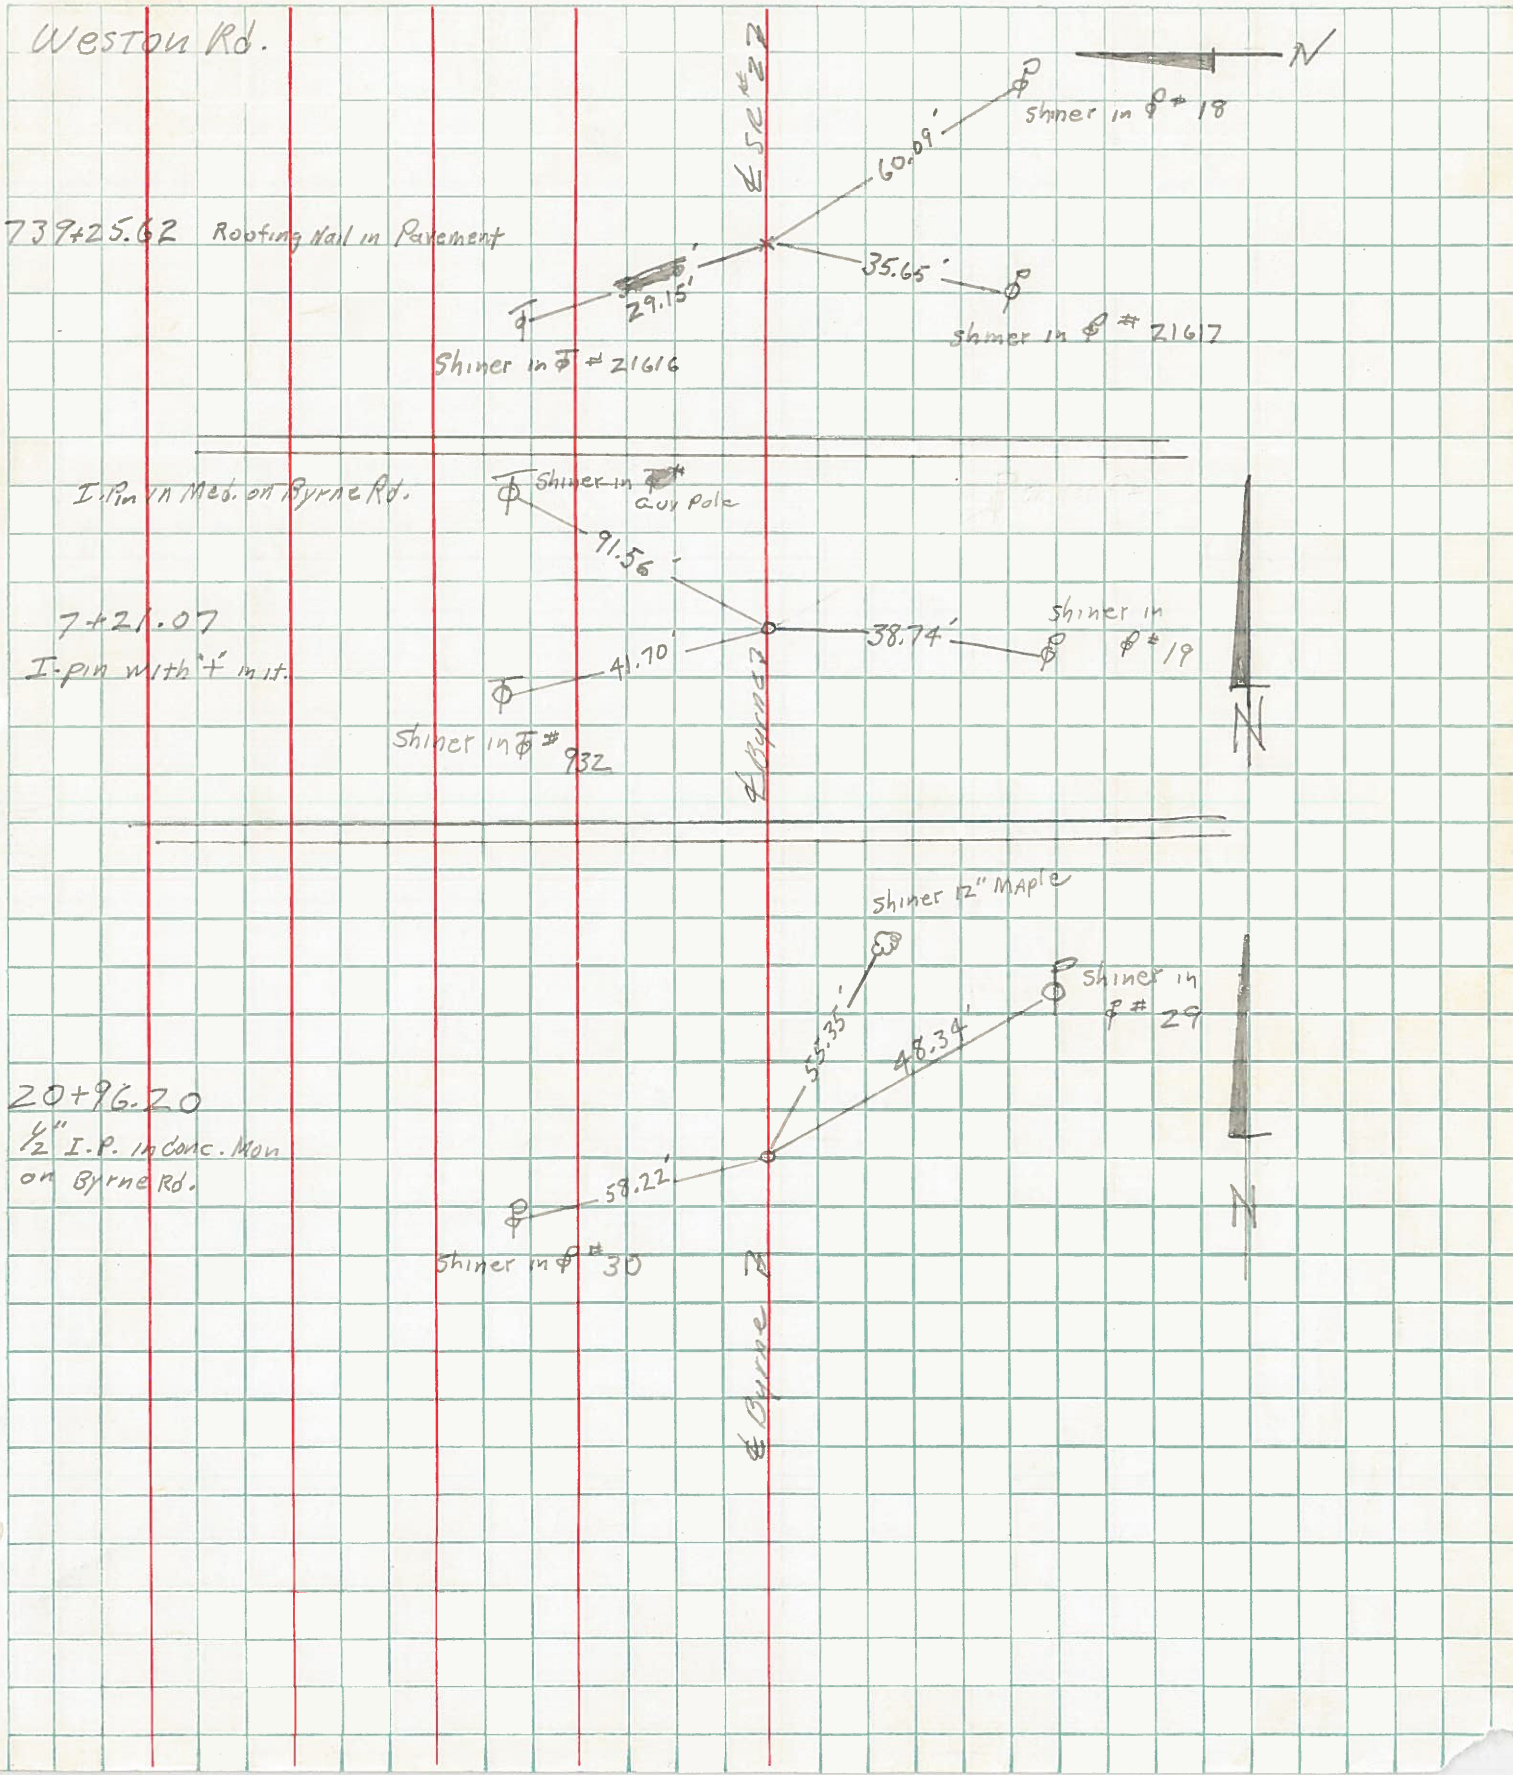 Weston Rd.
℄ SR #22
N
Shiner in P # 18
60.09'
739+25.62 Roofing Nail in Pavement
35.65'
29.15'
Shiner in P # 21617
Shiner in T # 21616
I.Pin in Med. on Byrne Rd.
Shiner in
Guy Pole
91.56'
7+21.07
I-pin with "+" in it.
38.74'
Shiner in
P # 19
41.70'
Shiner in T #
932
℄ Byrne
N
Shiner 12" Maple
Shiner in
P # 29
55.35'
48.34'
20+96.20
1/2" I.P. in Conc. Mon
on Byrne Rd.
58.22'
N
Shiner in P # 30
℄ Byrne